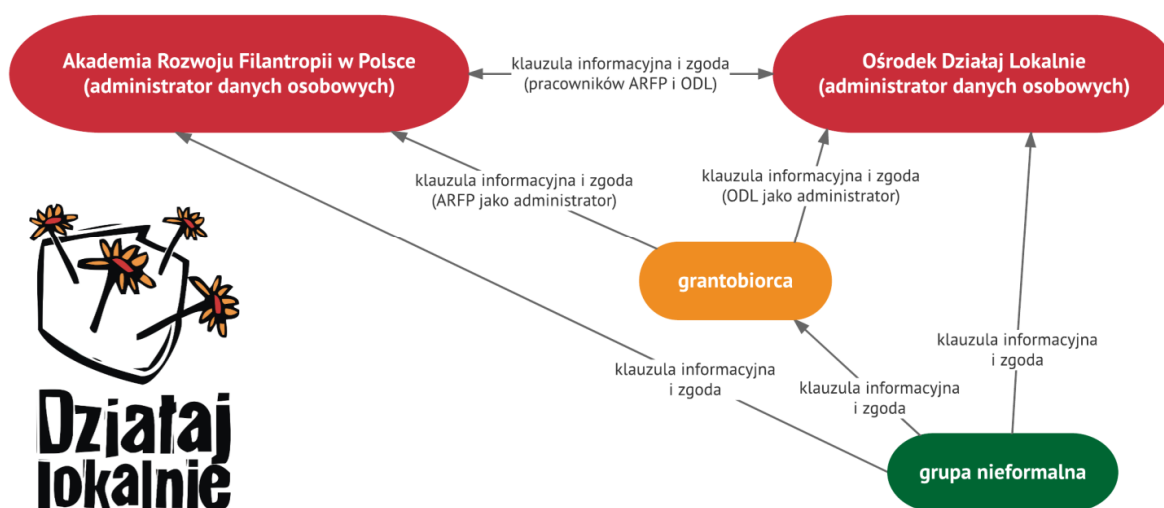 Akademia Rozwoju Filantropii w Polsce
(administrator danych osobowych)
klauzula informacyjna i zgoda
(pracowników ARFP i ODL)
Ośrodek Działaj Lokalnie
(administrator danych osobowych)
klauzula informacyjna i zgoda
(ARFP jako administrator)
klauzula informacyjna i zgoda
(ODL jako administrator)
grantobiorca
klauzula informacyjna
i zgoda
klauzula informacyjna
i zgoda
klauzula informacyjna
i zgoda
grupa nieformalna
Działaj
lokalnie